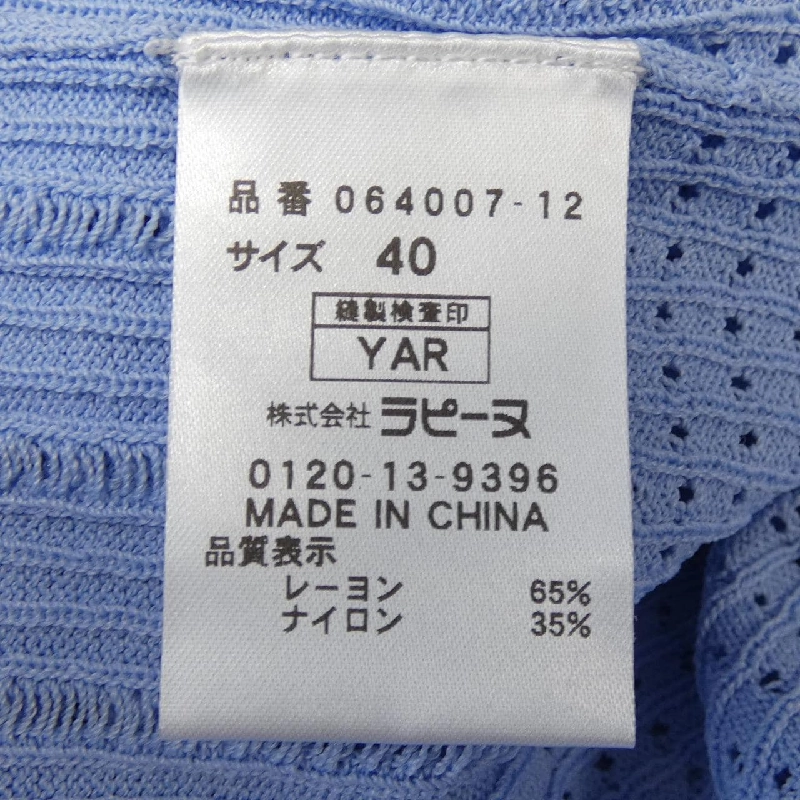 品番 064007-12
サイズ 40
縫製検査印
YAR
株式会社 ラピーヌ
0120-13-9396
MADE IN CHINA
品質表示
レーヨン 65%
ナイロン 35%